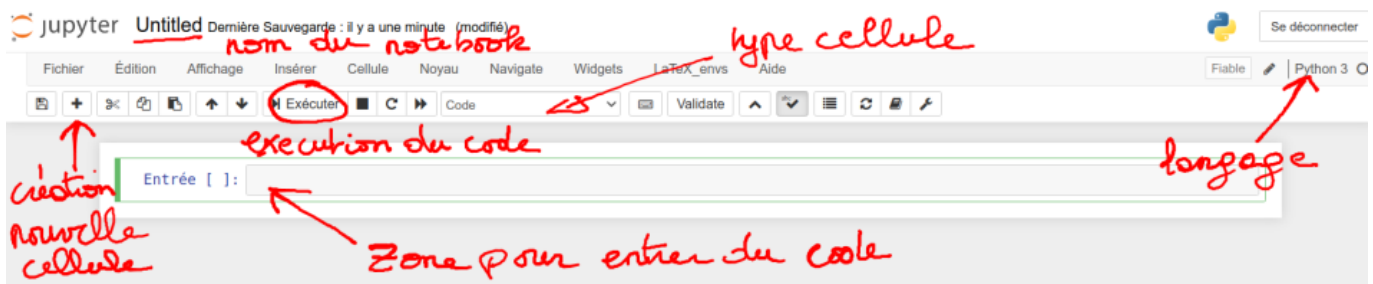 jupyter Untitled Dernière Sauvegarde : il y a une minute (modifié) Se déconnecter
nom du notebook
type cellule
Fichier Édition Affichage Insérer Cellule Noyau Navigate Widgets LaTeX_envs Aide Fiable Python 3
Exécuter Code Validate
execution du code
langage
création
nouvelle
cellule
Entrée [ ]:
Zone pour entrer du code